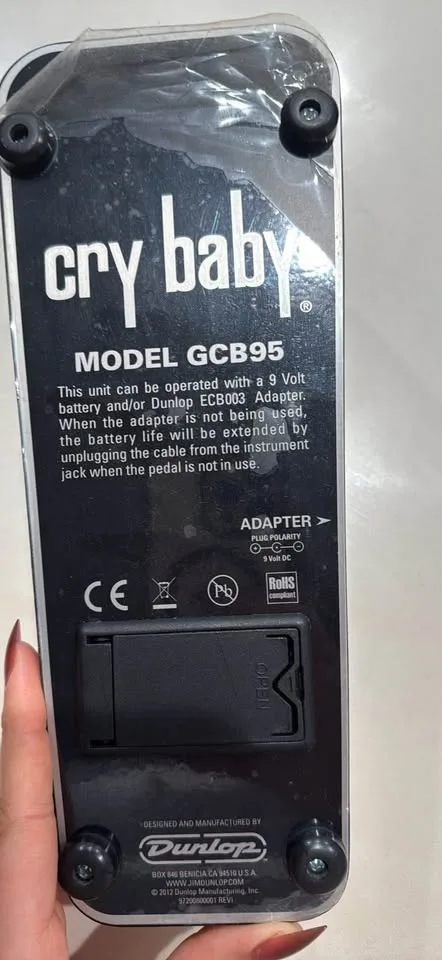 cry baby®
MODEL GCB95
This unit can be operated with a 9 Volt
battery and/or Dunlop ECB003 Adapter.
When the adapter is not being used,
the battery life will be extended by
unplugging the cable from the instrument
jack when the pedal is not in use.
ADAPTER
PLUG POLARITY
9 Volt DC
CE
Pb
RoHS
compliant
OPEN
DESIGNED AND MANUFACTURED BY
Dunlop
BOX 846 BENICIA CA 94510 U.S.A.
WWW.JIMDUNLOP.COM
© 2012 Dunlop Manufacturing, Inc.
97200800001 REVI